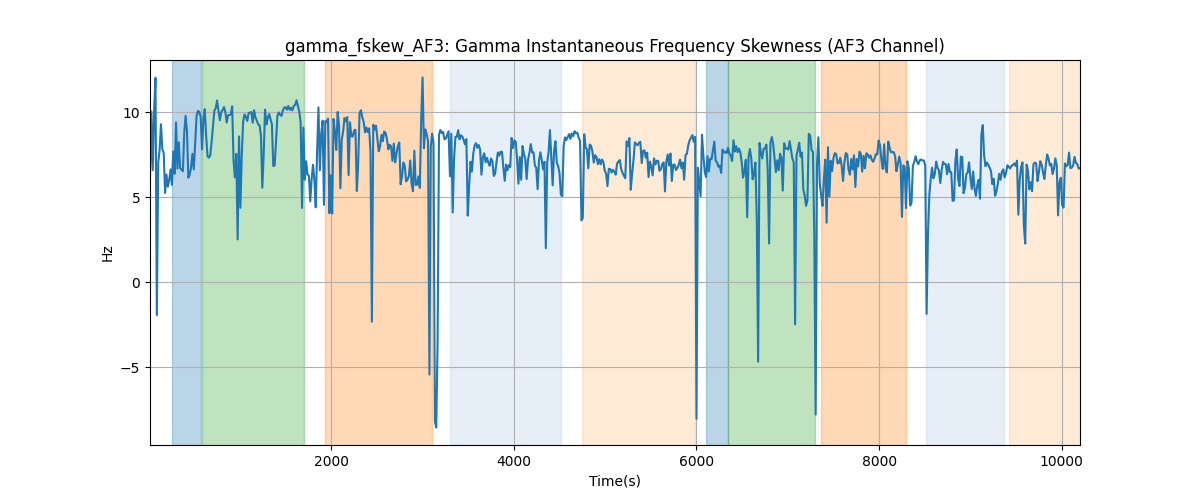 gamma_fskew_AF3: Gamma Instantaneous Frequency Skewness (AF3 Channel)
10
5
0
−5
Hz
2000 4000 6000 8000 10000
Time(s)